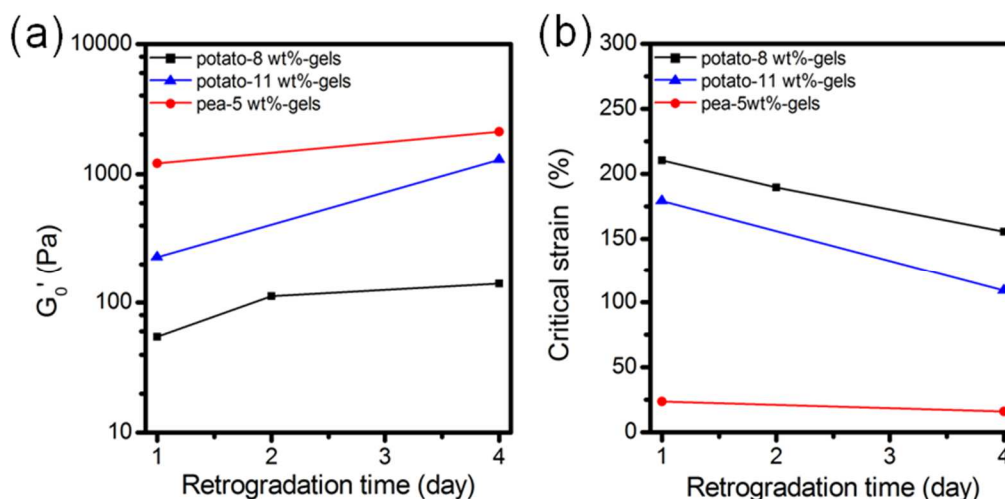 (a)
10000
1000
100
10
G₀' (Pa)
potato-8 wt%-gels
potato-11 wt%-gels
pea-5 wt%-gels
1 2 3 4
Retrogradation time (day)
(b)
300
250
200
150
100
50
0
Critical strain (%)
potato-8 wt%-gels
potato-11 wt%-gels
pea-5wt%-gels
1 2 3 4
Retrogradation time (day)